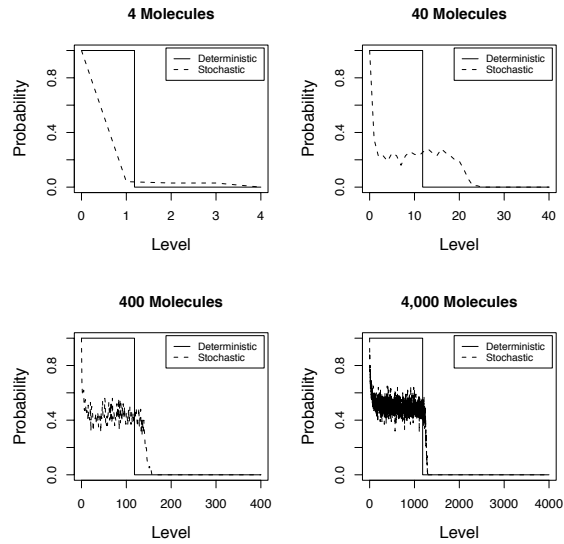 4 Molecules
Deterministic
Stochastic
Probability
0.0 0.4 0.8
0 1 2 3 4
Level
40 Molecules
Deterministic
Stochastic
Probability
0.0 0.4 0.8
0 10 20 30 40
Level
400 Molecules
Deterministic
Stochastic
Probability
0.0 0.4 0.8
0 100 200 300 400
Level
4,000 Molecules
Deterministic
Stochastic
Probability
0.0 0.4 0.8
0 1000 2000 3000 4000
Level